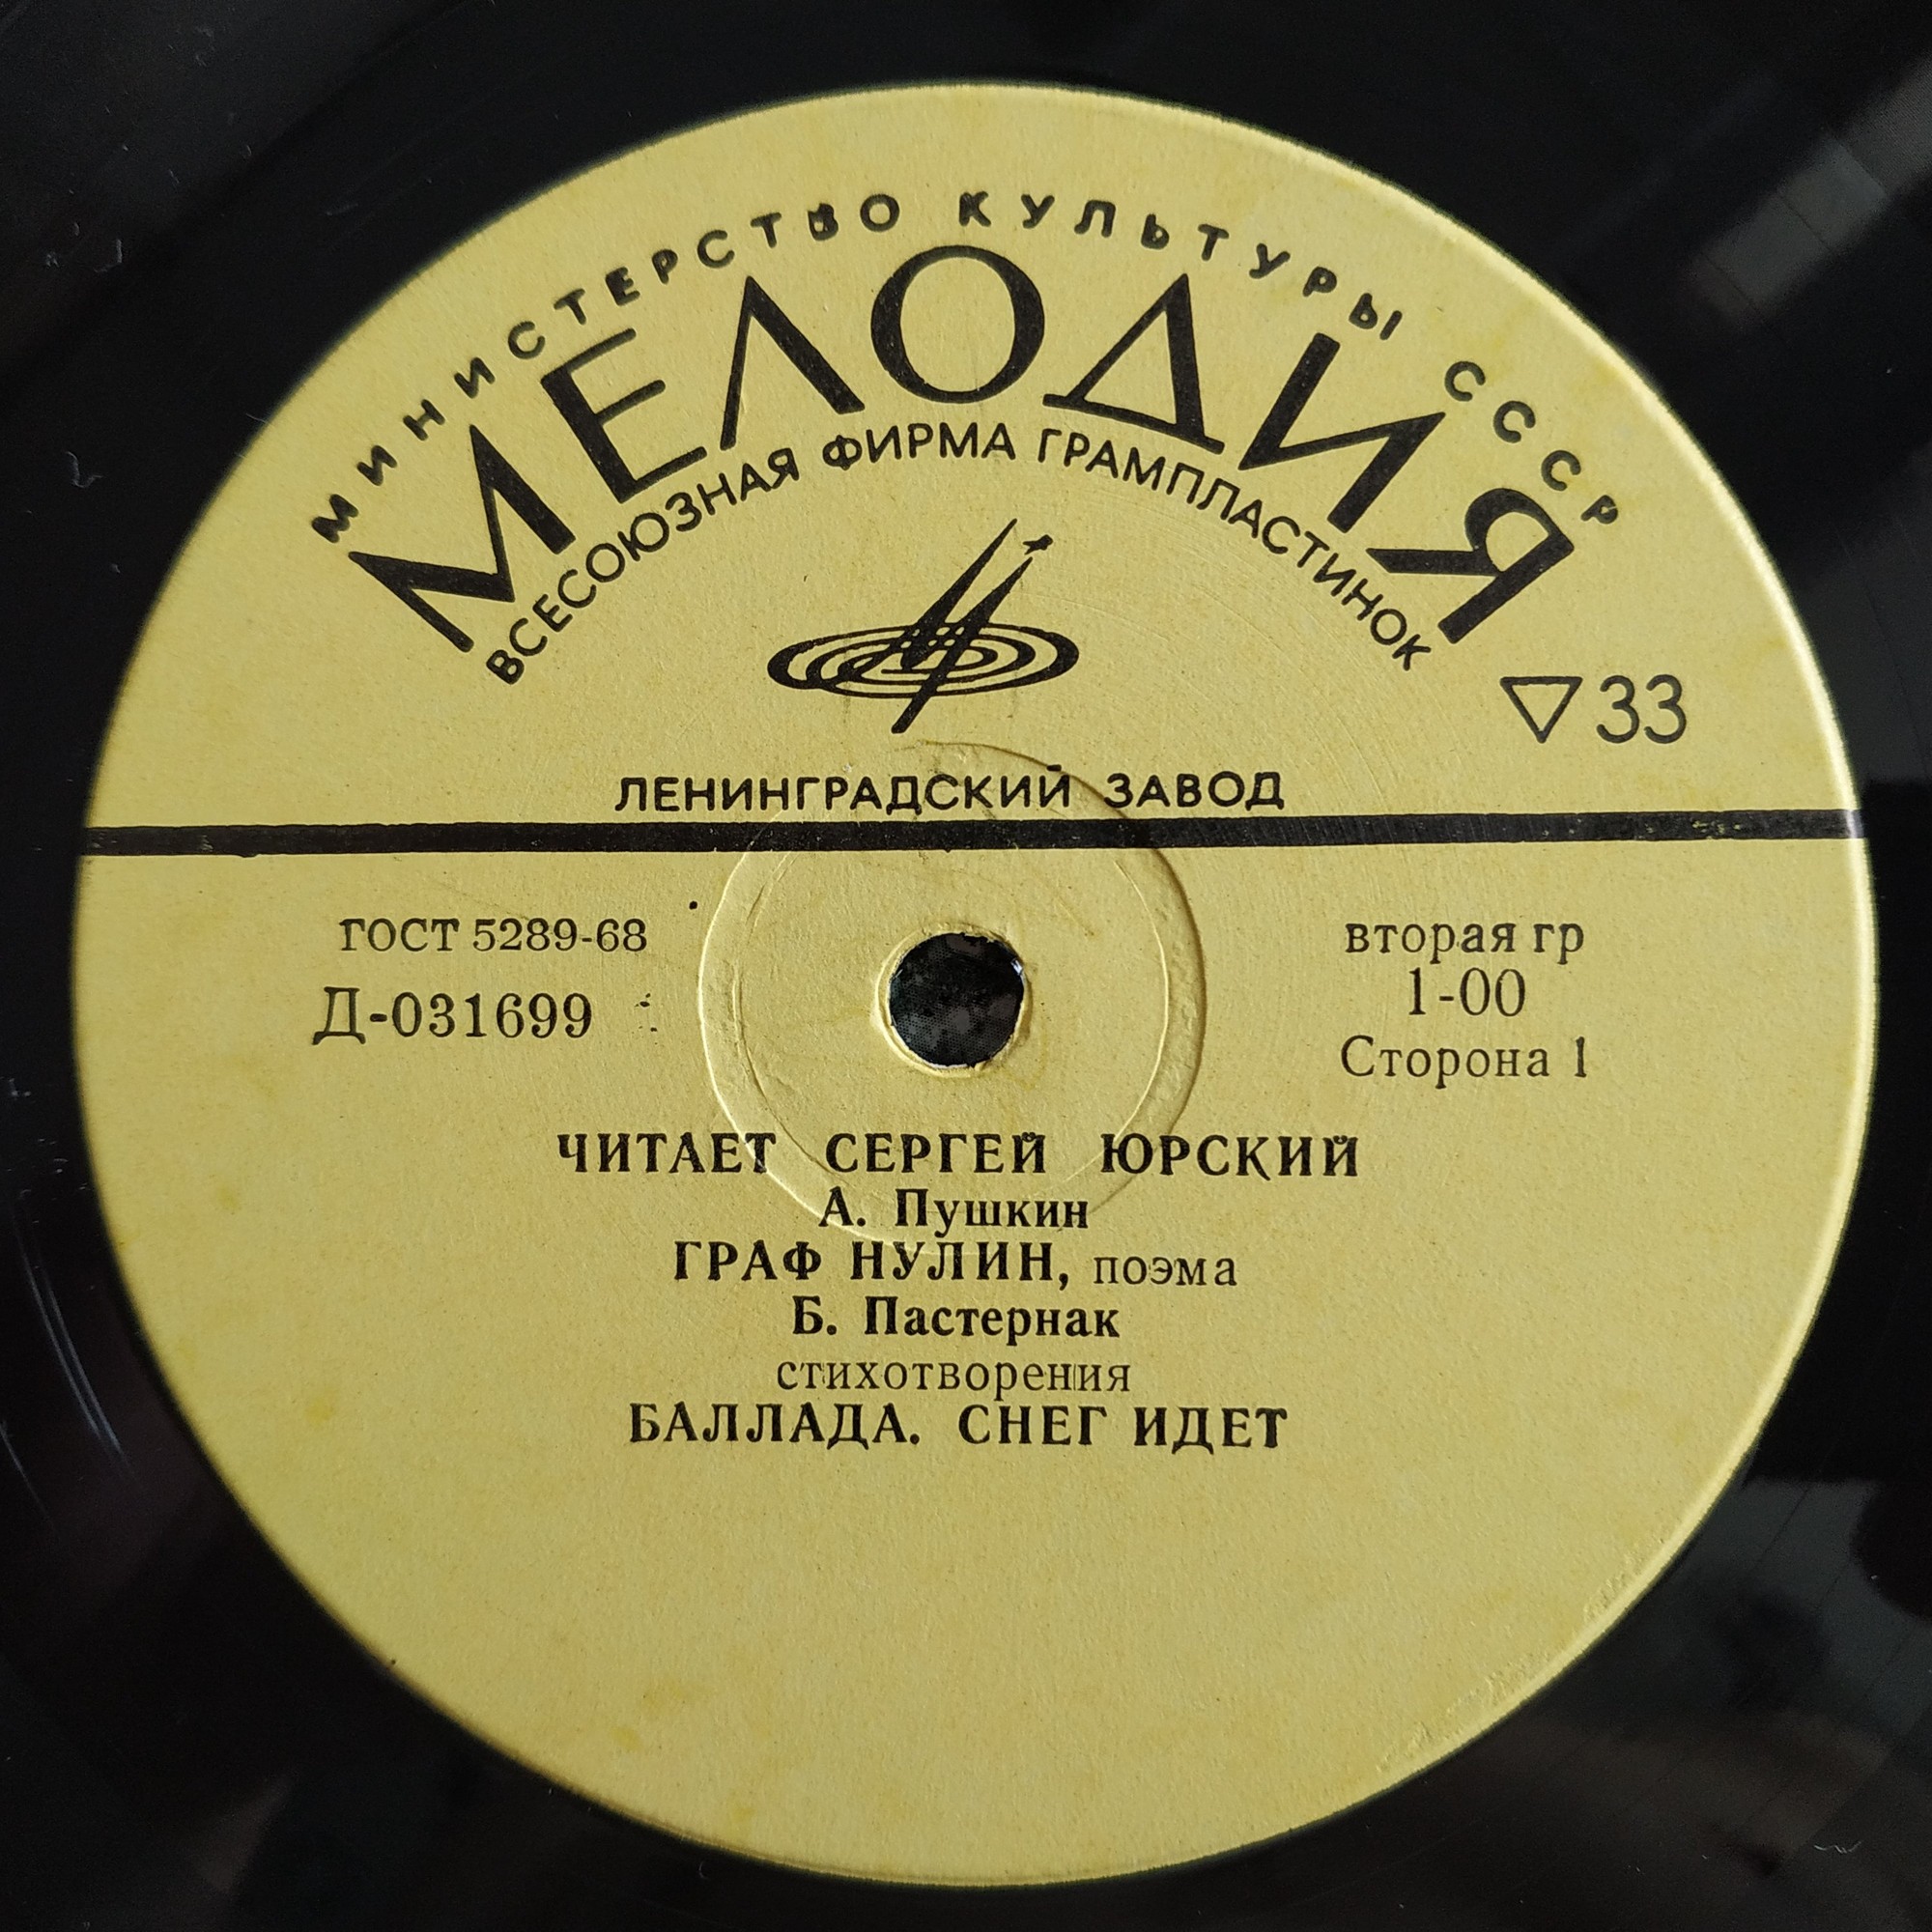 МИНИСТЕРСТВО КУЛЬТУРЫ СССР
МЕЛОДИЯ
ВСЕСОЮЗНАЯ ФИРМА ГРАМПЛАСТИНОК
▽33
ЛЕНИНГРАДСКИЙ ЗАВОД
ГОСТ 5289-68
Д-031699
вторая гр
1-00
Сторона 1
ЧИТАЕТ СЕРГЕЙ ЮРСКИЙ
А. Пушкин
ГРАФ НУЛИН, поэма
Б. Пастернак
стихотворения
БАЛЛАДА. СНЕГ ИДЕТ